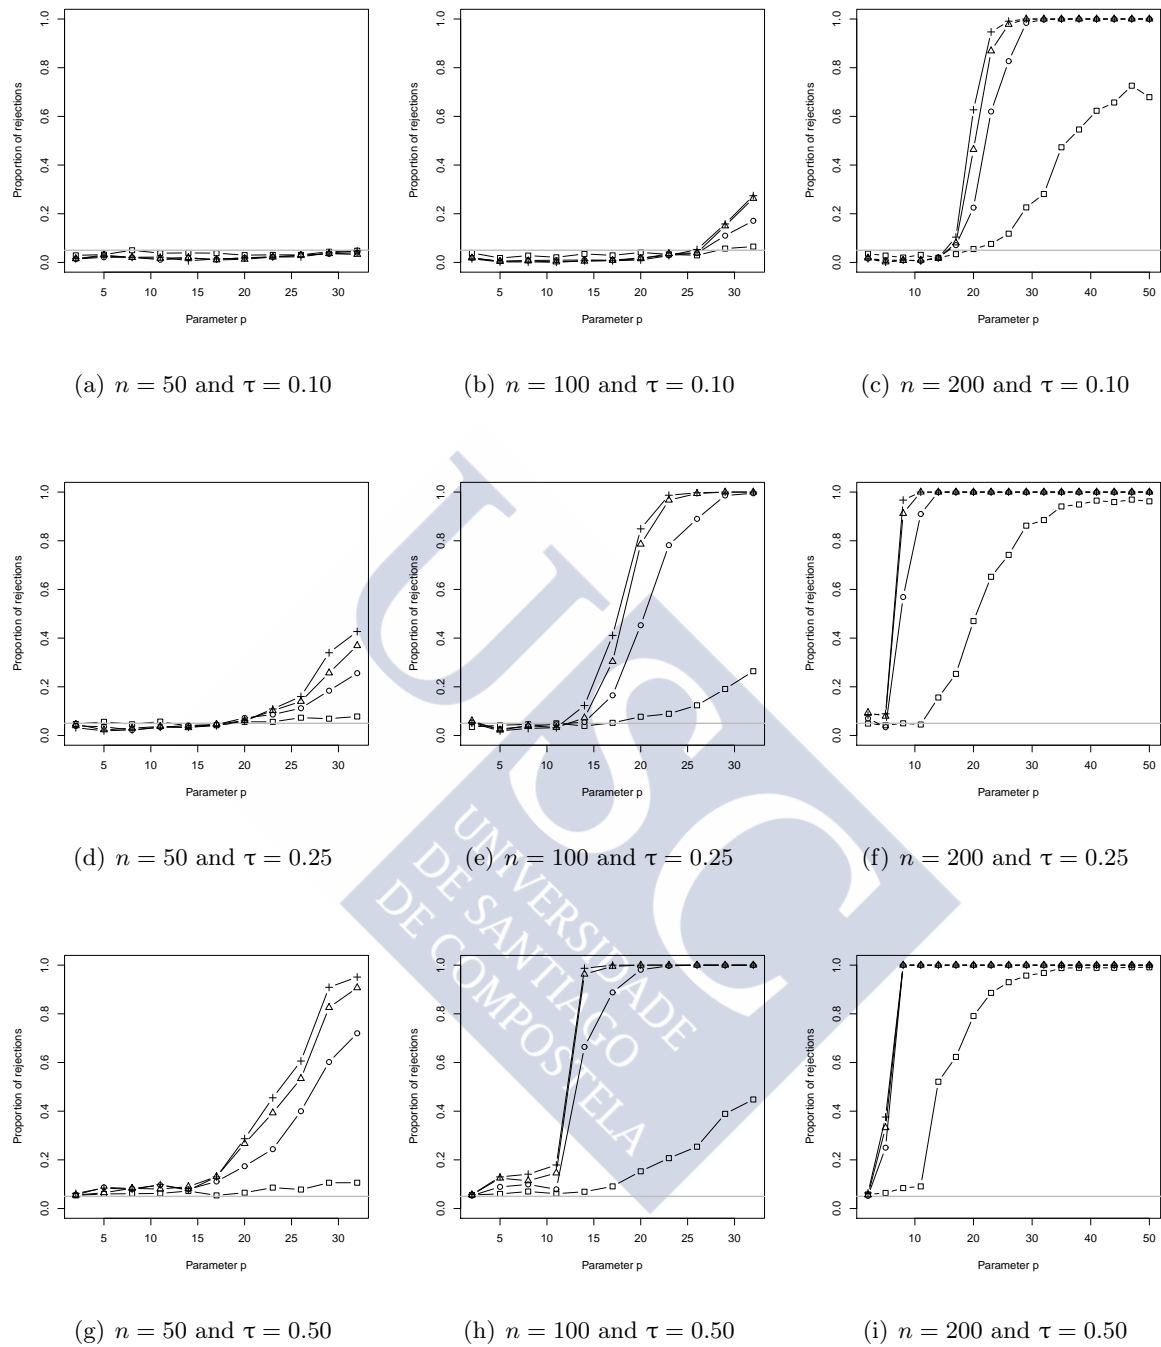 Proportion of rejections
0.0 0.2 0.4 0.6 0.8 1.0
5 10 15 20 25 30
Parameter p
(a) n = 50 and τ = 0.10
Proportion of rejections
0.0 0.2 0.4 0.6 0.8 1.0
5 10 15 20 25 30
Parameter p
(b) n = 100 and τ = 0.10
Proportion of rejections
0.0 0.2 0.4 0.6 0.8 1.0
10 20 30 40 50
Parameter p
(c) n = 200 and τ = 0.10
Proportion of rejections
0.0 0.2 0.4 0.6 0.8 1.0
5 10 15 20 25 30
Parameter p
(d) n = 50 and τ = 0.25
Proportion of rejections
0.0 0.2 0.4 0.6 0.8 1.0
5 10 15 20 25 30
Parameter p
(e) n = 100 and τ = 0.25
Proportion of rejections
0.0 0.2 0.4 0.6 0.8 1.0
10 20 30 40 50
Parameter p
(f) n = 200 and τ = 0.25
Proportion of rejections
0.0 0.2 0.4 0.6 0.8 1.0
5 10 15 20 25 30
Parameter p
(g) n = 50 and τ = 0.50
Proportion of rejections
0.0 0.2 0.4 0.6 0.8 1.0
5 10 15 20 25 30
Parameter p
(h) n = 100 and τ = 0.50
Proportion of rejections
0.0 0.2 0.4 0.6 0.8 1.0
10 20 30 40 50
Parameter p
(i) n = 200 and τ = 0.50
USC
UNIVERSIDADE
DE SANTIAGO
DE COMPOSTELA